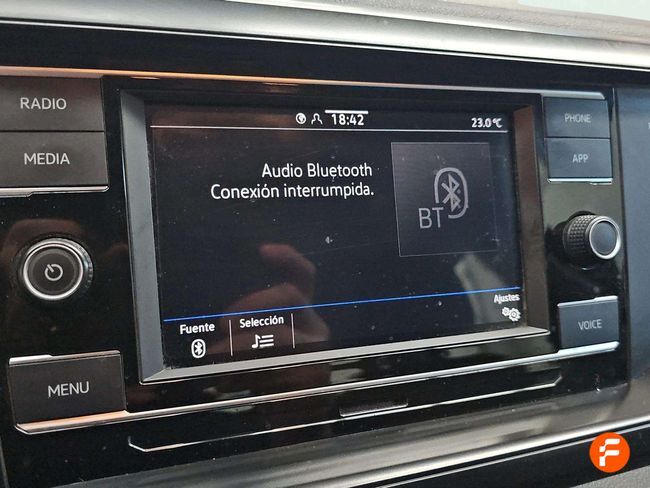 RADIO
MEDIA
MENU
18:42
23.0°C
Audio Bluetooth
Conexión interrumpida.
BT
Fuente
Selección
Ajustes
PHONE
APP
VOICE